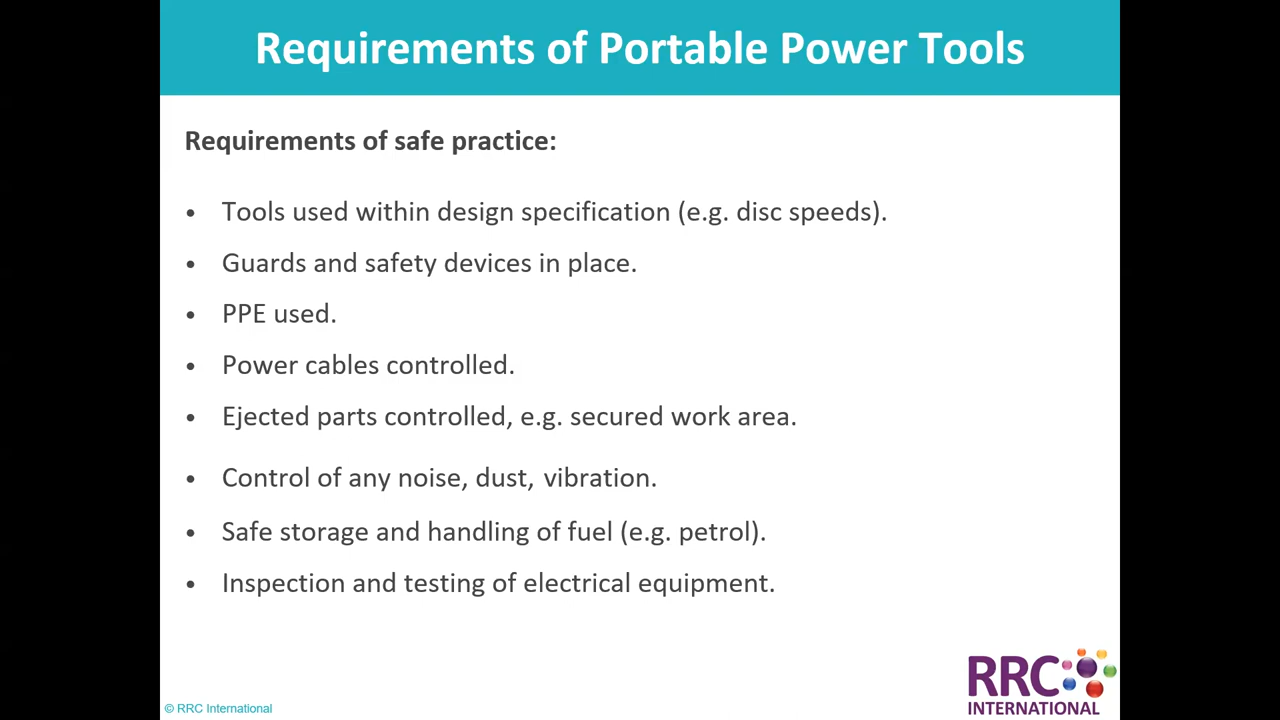 Requirements of Portable Power Tools
Requirements of safe practice:
• Tools used within design specification (e.g. disc speeds).
• Guards and safety devices in place.
• PPE used.
• Power cables controlled.
• Ejected parts controlled, e.g. secured work area.
• Control of any noise, dust, vibration.
• Safe storage and handling of fuel (e.g. petrol).
• Inspection and testing of electrical equipment.
RRC
INTERNATIONAL
© RRC International